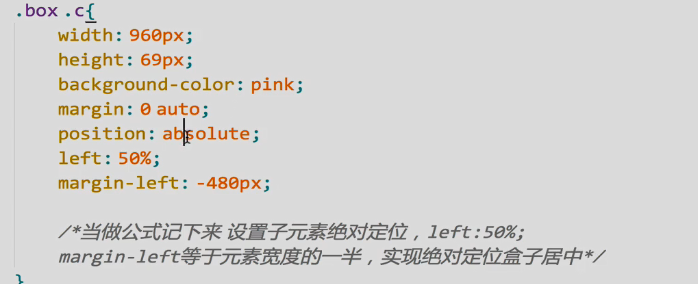 .box .c{
width: 960px;
height: 69px;
background-color: pink;
margin: 0 auto;
position: absolute;
left: 50%;
margin-left: -480px;
/*当做公式记下来 设置子元素绝对定位，left:50%;
margin-left等于元素宽度的一半，实现绝对定位盒子居中*/
}